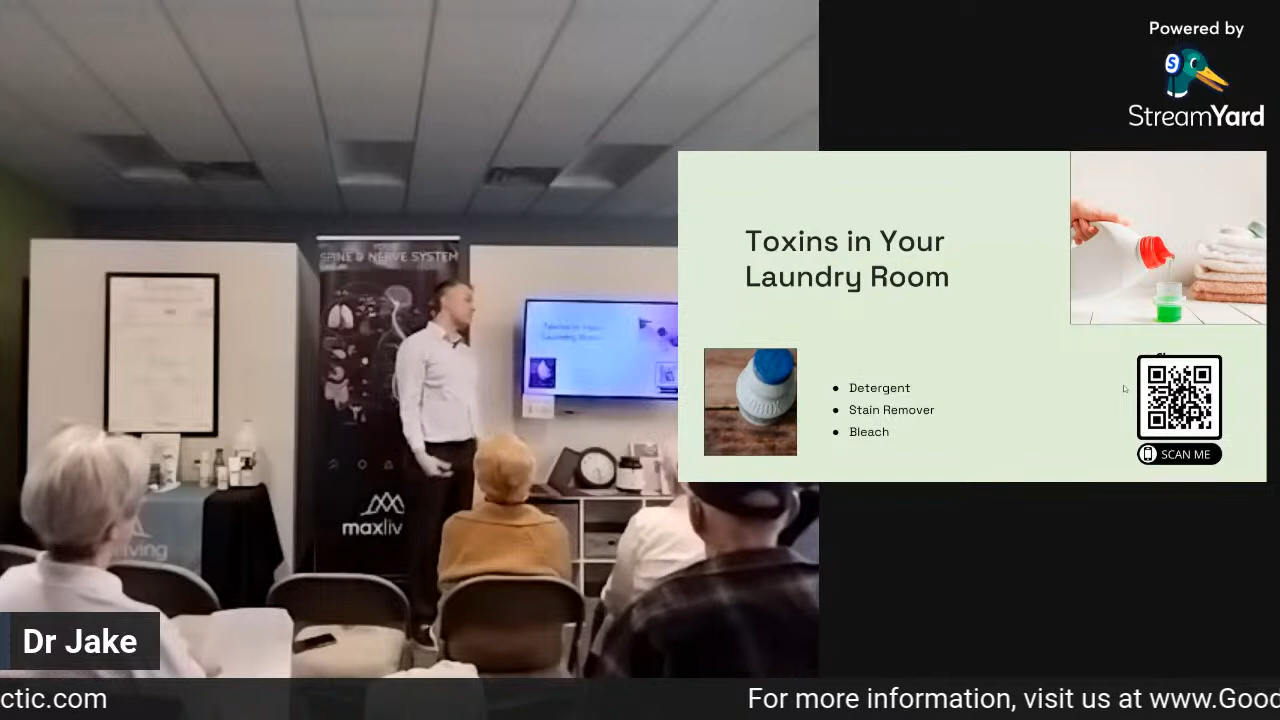 Powered by
StreamYard
SPINE & NERVE SYSTEM
Toxins in Your
Laundry Room
Detergent
Stain Remover
Bleach
SCAN ME
maxliv
living
Dr Jake
ctic.com
For more information, visit us at www.Good